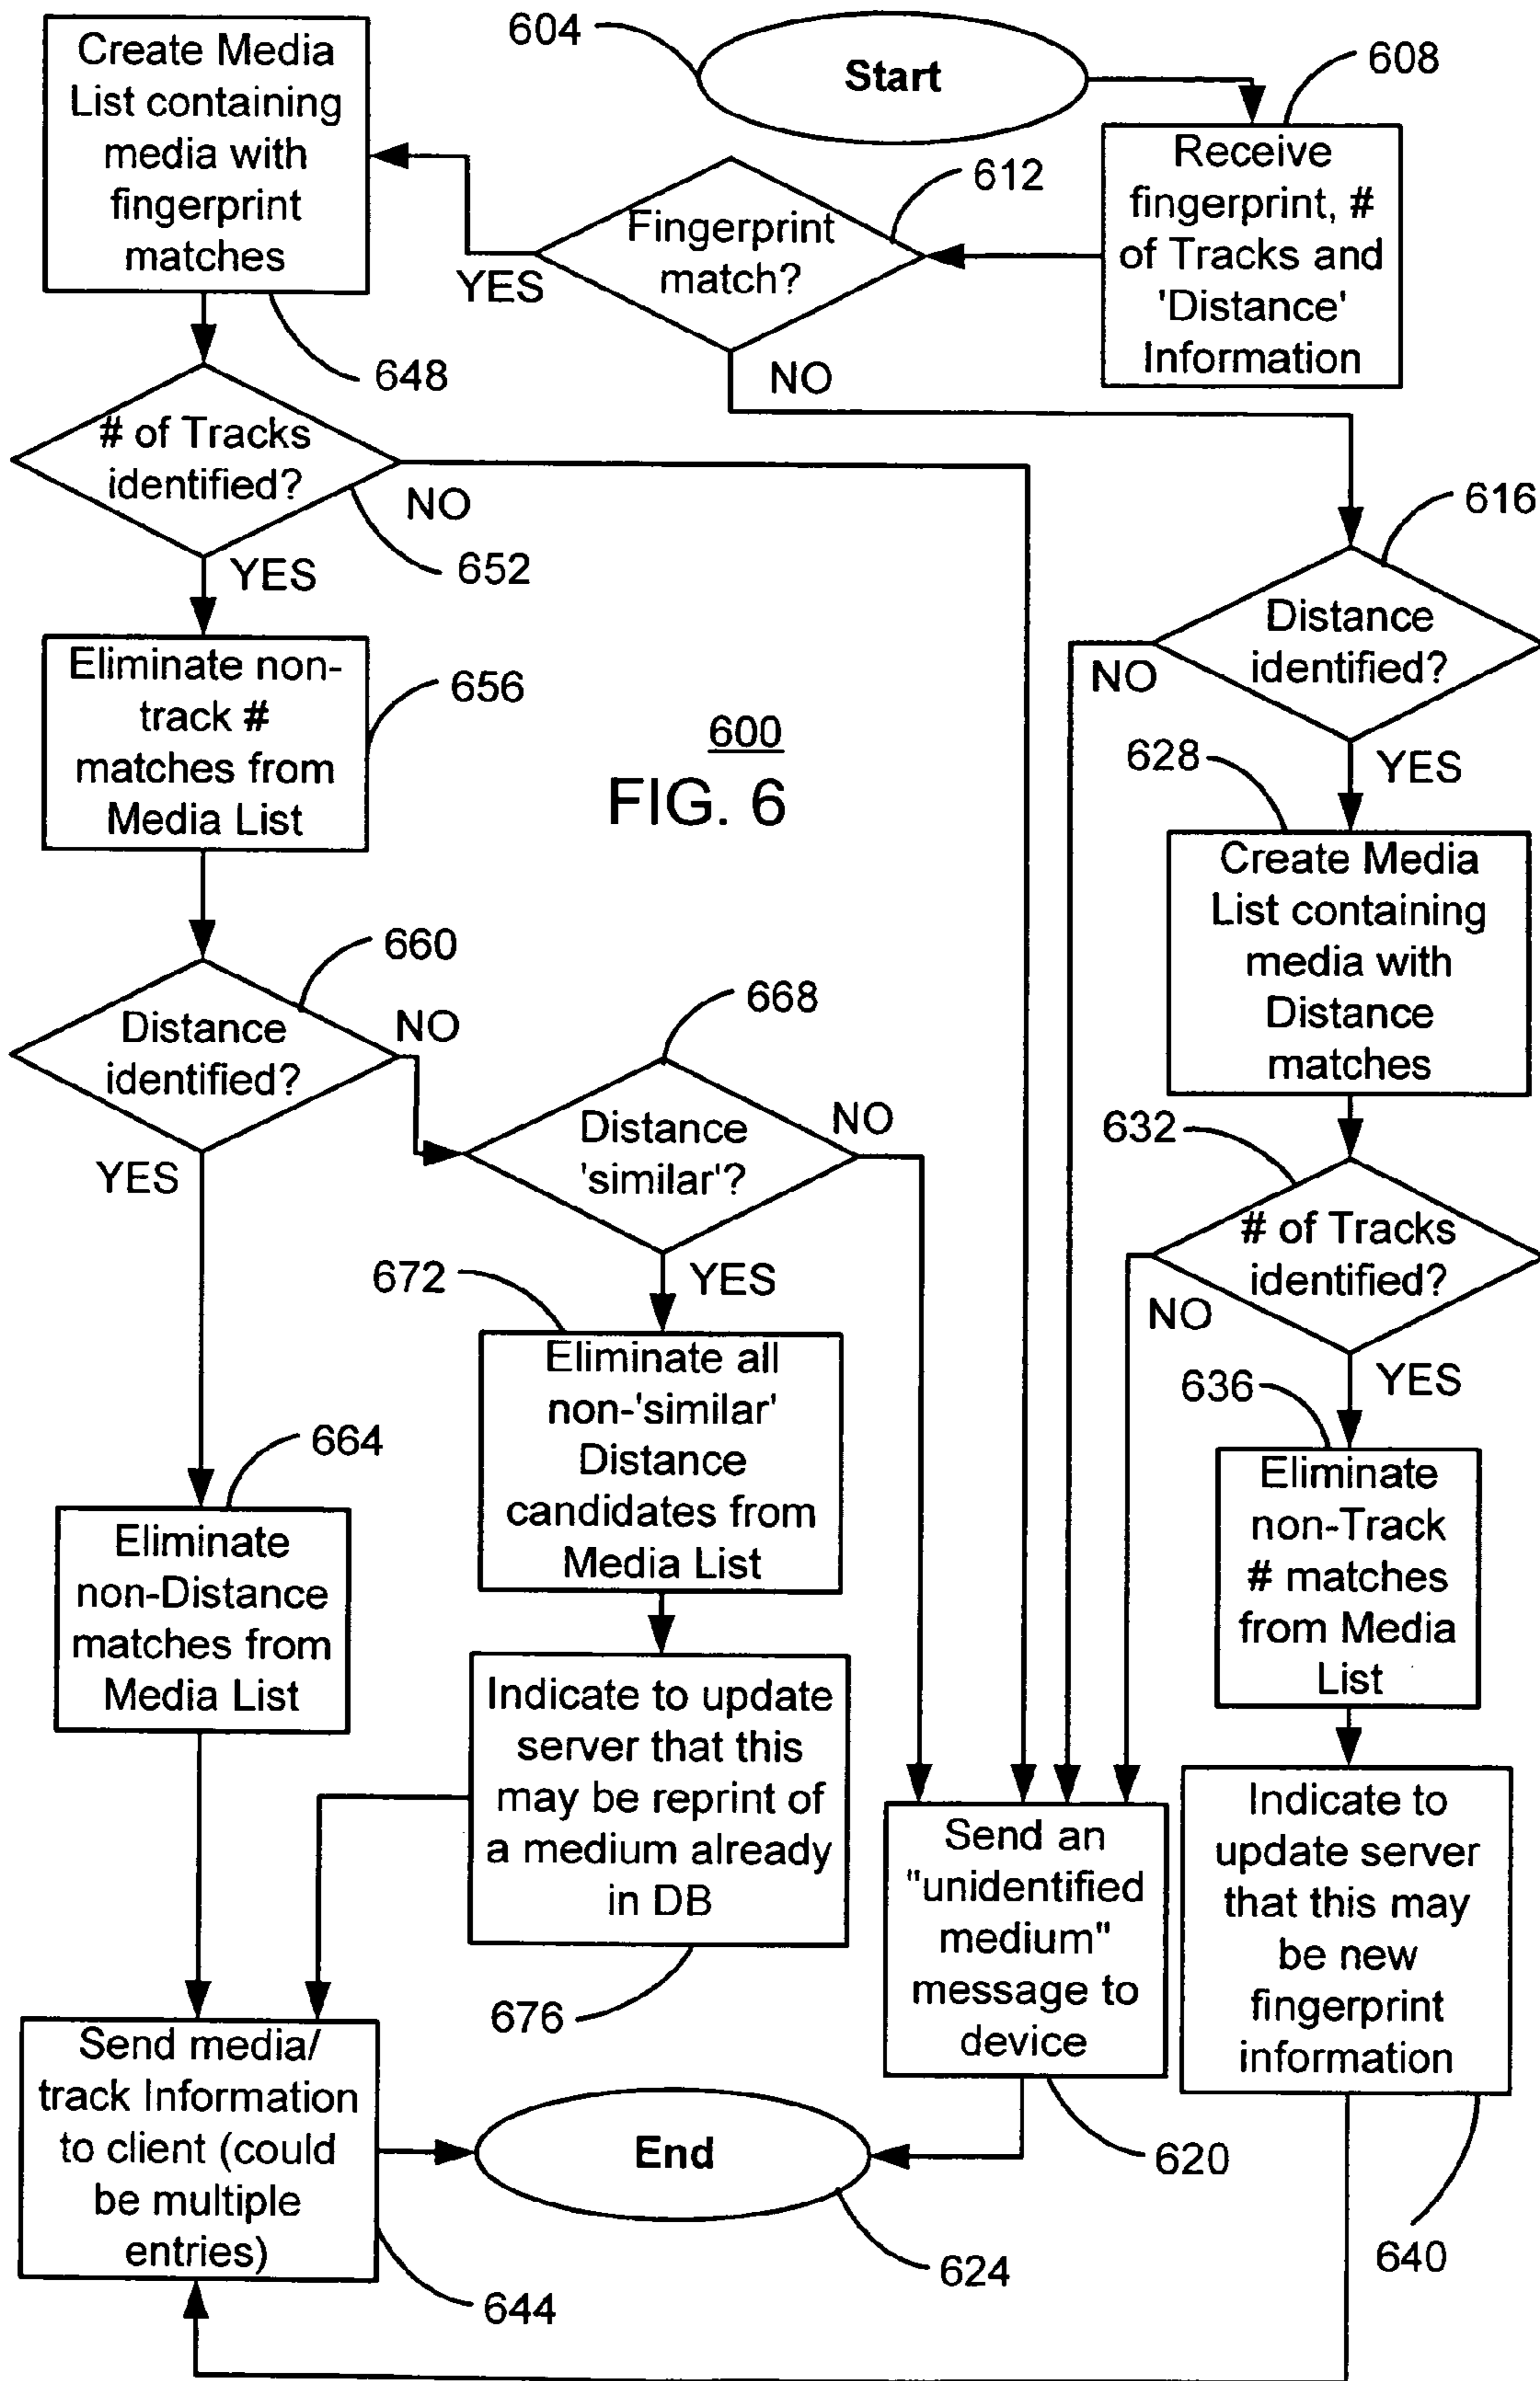 604
Start
608
Receive
fingerprint, #
of Tracks and
'Distance'
Information
612
Fingerprint
match?
YES
NO
Create Media
List containing
media with
fingerprint
matches
648
# of Tracks
identified?
NO
652
YES
Eliminate non-
track #
matches from
Media List
656
600
FIG. 6
616
Distance
identified?
NO
YES
628
Create Media
List containing
media with
Distance
matches
632
# of Tracks
identified?
NO
YES
636
Eliminate
non-Track
# matches
from Media
List
Indicate to
update server
that this may
be new
fingerprint
information
640
660
Distance
identified?
NO
YES
668
Distance
'similar'?
NO
YES
672
Eliminate all
non-'similar'
Distance
candidates from
Media List
664
Eliminate
non-Distance
matches from
Media List
Indicate to update
server that this
may be reprint of
a medium already
in DB
676
Send an
"unidentified
medium"
message to
device
620
Send media/
track Information
to client (could
be multiple
entries)
644
End
624